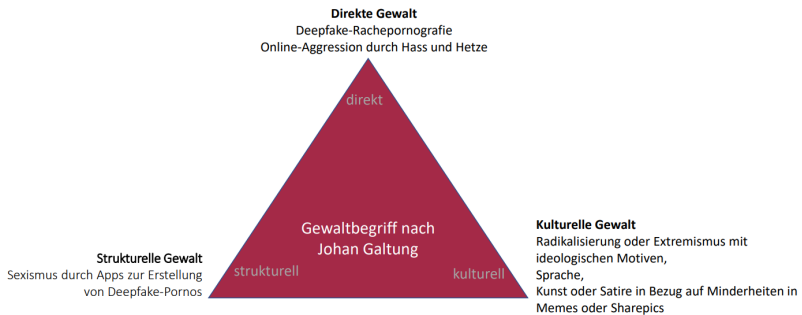 Direkte Gewalt
Deepfake-Rachepornografie
Online-Aggression durch Hass und Hetze
direkt
Gewaltbegriff nach
Johan Galtung
strukturell
kulturell
Strukturelle Gewalt
Sexismus durch Apps zur Erstellung
von Deepfake-Pornos
Kulturelle Gewalt
Radikalisierung oder Extremismus mit
ideologischen Motiven,
Sprache,
Kunst oder Satire in Bezug auf Minderheiten in
Memes oder Sharepics